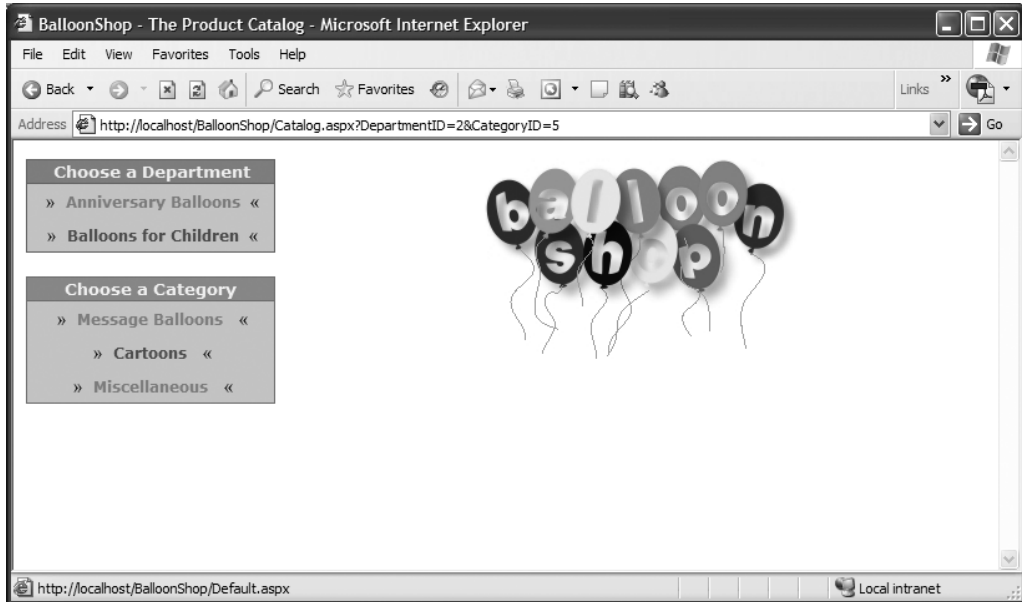 BalloonShop - The Product Catalog - Microsoft Internet Explorer
File Edit View Favorites Tools Help
Back Search Favorites Links »
Address http://localhost/BalloonShop/Catalog.aspx?DepartmentID=2&CategoryID=5 Go
Choose a Department
» Anniversary Balloons «
» Balloons for Children «
Choose a Category
» Message Balloons «
» Cartoons «
» Miscellaneous «
balloon
shop
http://localhost/BalloonShop/Default.aspx Local intranet